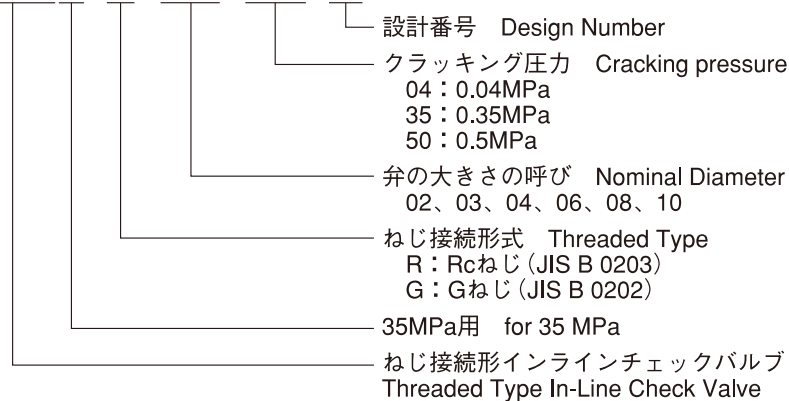 設計番号　Design Number
クラッキング圧力　Cracking pressure
04：0.04MPa
35：0.35MPa
50：0.5MPa
弁の大きさの呼び　Nominal Diameter
02、03、04、06、08、10
ねじ接続形式　Threaded Type
R：Rcねじ（JIS B 0203）
G：Gねじ（JIS B 0202）
35MPa用　for 35 MPa
ねじ接続形インラインチェックバルブ
Threaded Type In-Line Check Valve